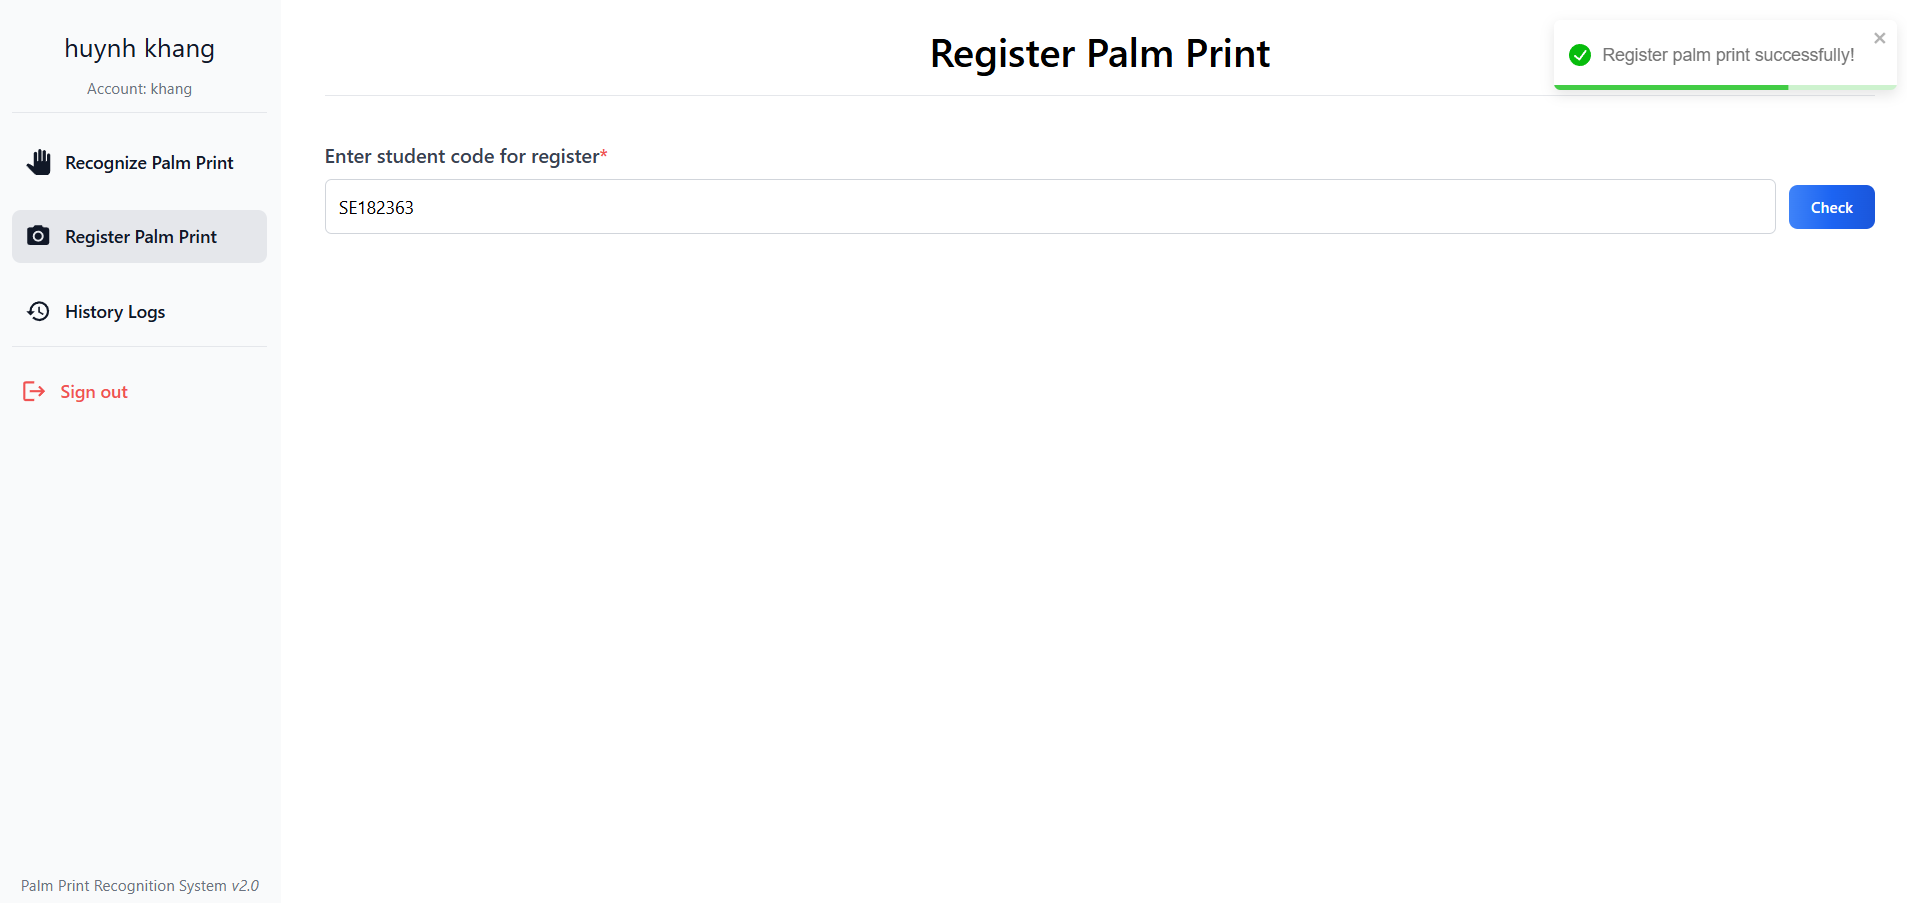 huynh khang
Account: khang
Recognize Palm Print
Register Palm Print
History Logs
Sign out
Palm Print Recognition System v2.0
Register Palm Print
Enter student code for register*
SE182363
Check
Register palm print successfully!